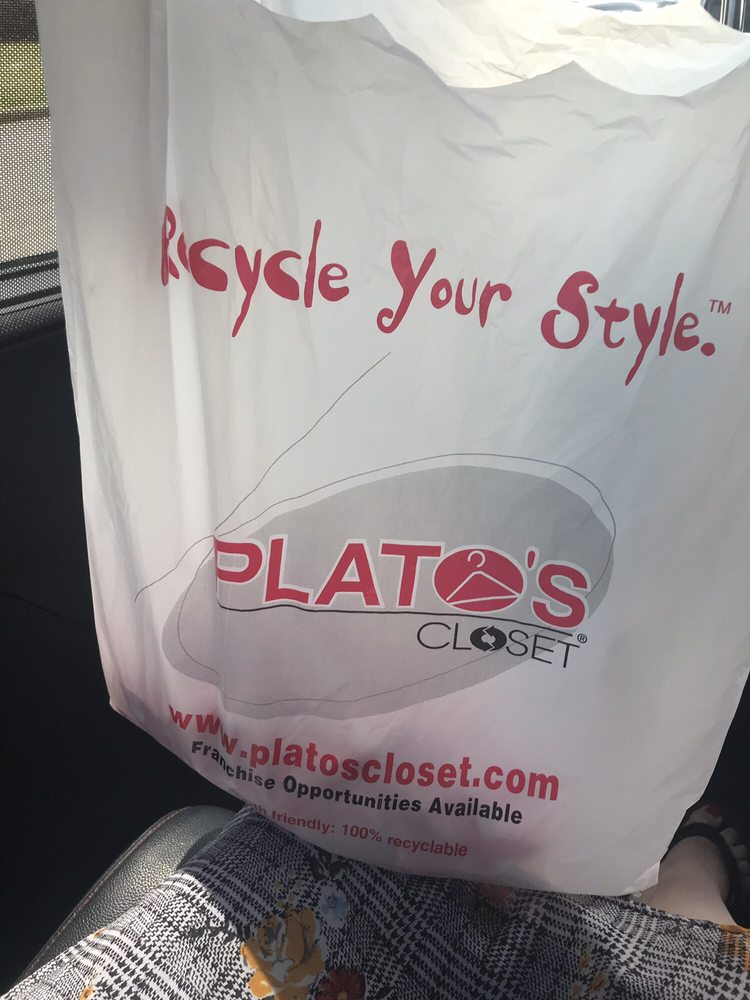 Recycle Your Style.™
PLATO'S
CLOSET®
www.platoscloset.com
Franchise Opportunities Available
friendly: 100% recyclable